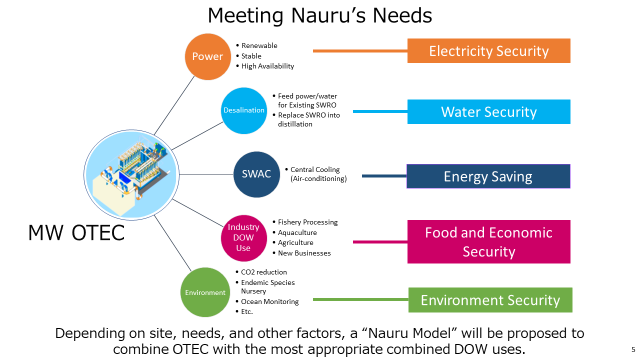 Meeting Nauru's Needs
Power
• Renewable
• Stable
• High Availability
Electricity Security
Desalination
• Feed power/water
for Existing SWRO
• Replace SWRO into
distillation
Water Security
SWAC
• Central Cooling
(Air-conditioning)
Energy Saving
MW OTEC
Industry
DOW
Use
• Fishery Processing
• Aquaculture
• Agriculture
• New Businesses
Food and Economic
Security
Environment
• CO2 reduction
• Endemic Species
Nursery
• Ocean Monitoring
• Etc.
Environment Security
Depending on site, needs, and other factors, a “Nauru Model” will be proposed to
combine OTEC with the most appropriate combined DOW uses.
5